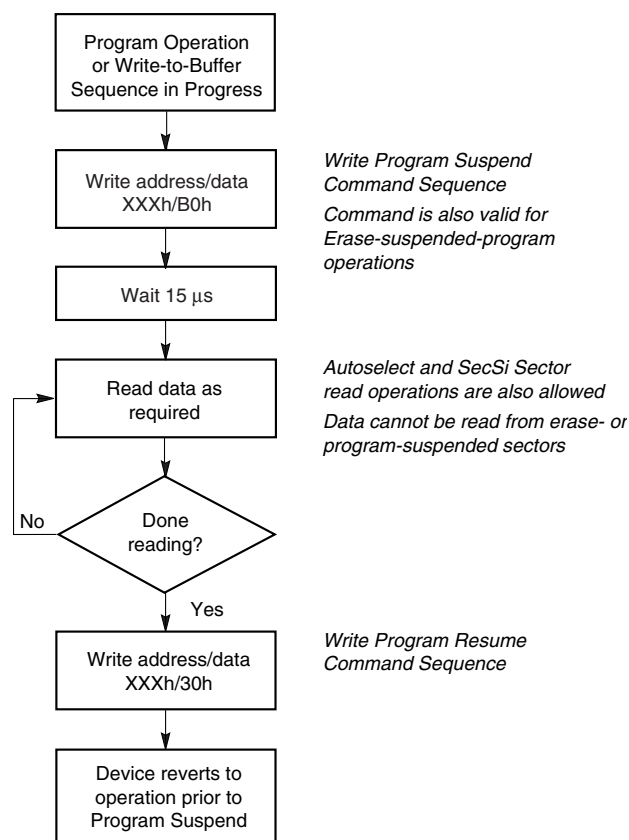 Program Operation
or Write-to-Buffer
Sequence in Progress
Write address/data
XXXh/B0h
Write Program Suspend
Command Sequence
Command is also valid for
Erase-suspended-program
operations
Wait 15 μs
Read data as
required
Autoselect and SecSi Sector
read operations are also allowed
Data cannot be read from erase- or
program-suspended sectors
No
Done
reading?
Yes
Write address/data
XXXh/30h
Write Program Resume
Command Sequence
Device reverts to
operation prior to
Program Suspend